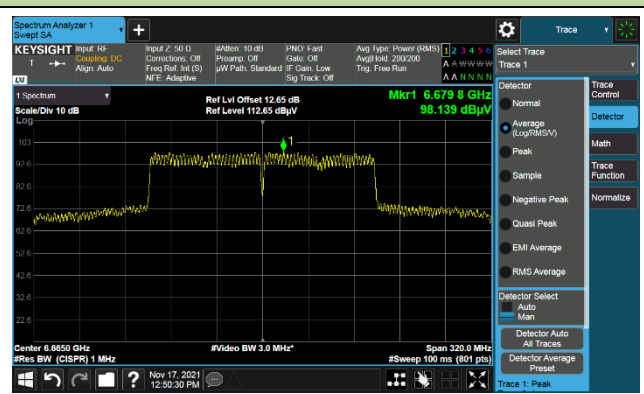 Spectrum Analyzer 1
Swept SA
Trace
KEYSIGHT Input: RF Input Z: 50 Ω #Atten: 10 dB PNO: Fast Avg Type: Power (RMS) 1 2 3 4 5 6
Coupling: DC Corrections: Off Preamp: Off Gate: Off Avg|Hold: 200/200
Align: Auto Freq Ref: Int (S) µW Path: Standard IF Gain: Low Trig: Free Run
NFE: Adaptive Sig Track: Off
A A W W W W
A A N N N N
Select Trace
Trace 1
1 Spectrum
Scale/Div 10 dB
Log
Ref Lvl Offset 12.65 dB
Ref Level 112.65 dBµV
Mkr1 6.679 8 GHz
98.139 dBµV
1
103
92.6
82.6
72.6
62.6
52.6
42.6
32.6
22.6
Center 6.6650 GHz #Video BW 3.0 MHz* Span 320.0 MHz
#Res BW (CISPR) 1 MHz #Sweep 100 ms (801 pts)
Detector
Normal
Average
(Log/RMS/V)
Peak
Sample
Negative Peak
Quasi Peak
EMI Average
RMS Average
Detector Select
Auto
Man
Detector Auto
All Traces
Detector Average
Preset
Trace 1: Peak
Trace
Control
Detector
Math
Trace
Function
Normalize
Nov 17, 2021
12:50:30 PM